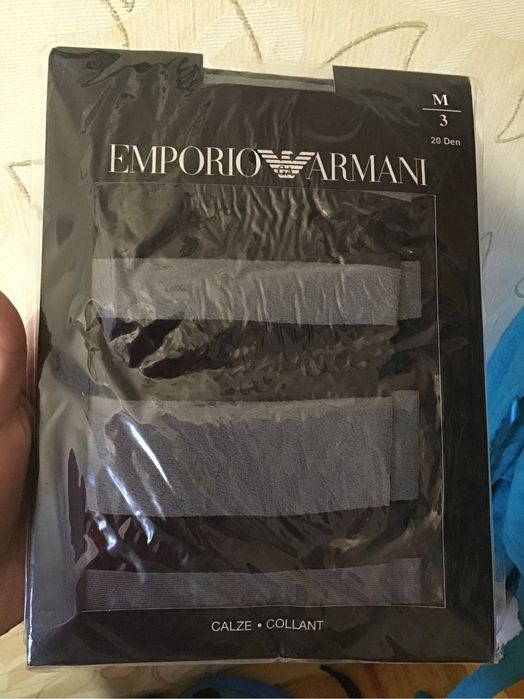 M
3
20 Den
EMPORIO ARMANI
CALZE • COLLANT